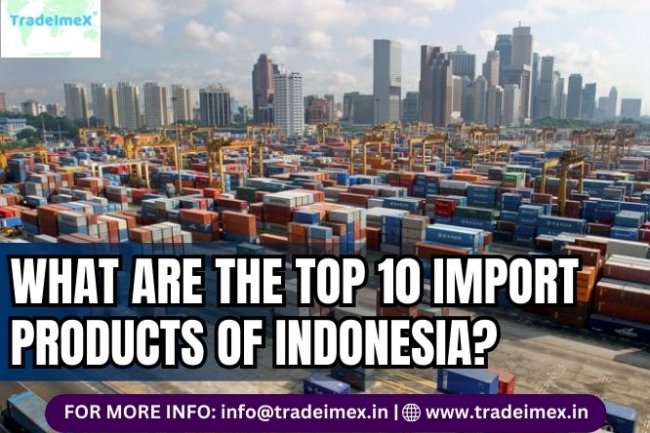 TradeImeX®
WHAT ARE THE TOP 10 IMPORT
PRODUCTS OF INDONESIA?
FOR MORE INFO: info@tradeimex.in | www.tradeimex.in